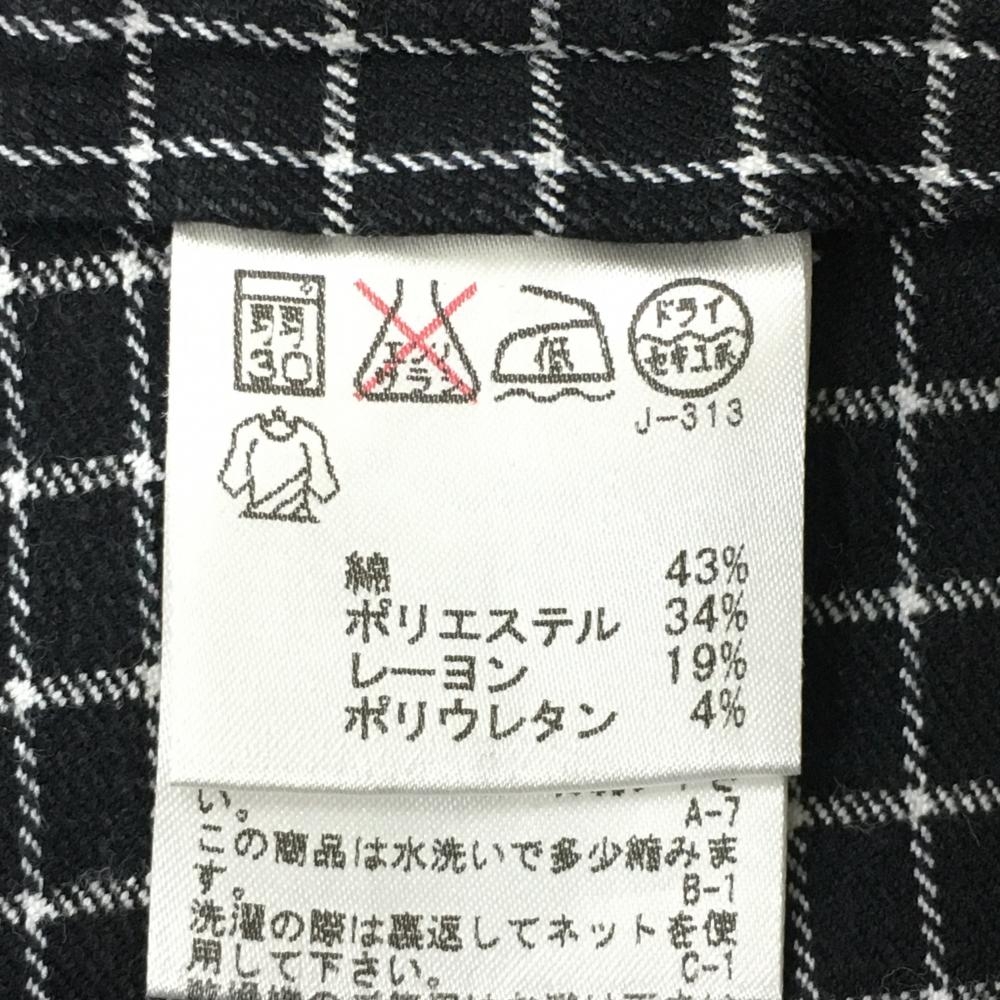 弱
30
エンソ
サラシ
低
ドライ
セキユ系
J-313
綿 43%
ポリエステル 34%
レーヨン 19%
ポリウレタン 4%
い。
A-7
この商品は水洗いで多少縮みま
す。
B-1
洗濯の際は裏返してネットを使
用して下さい。
C-1